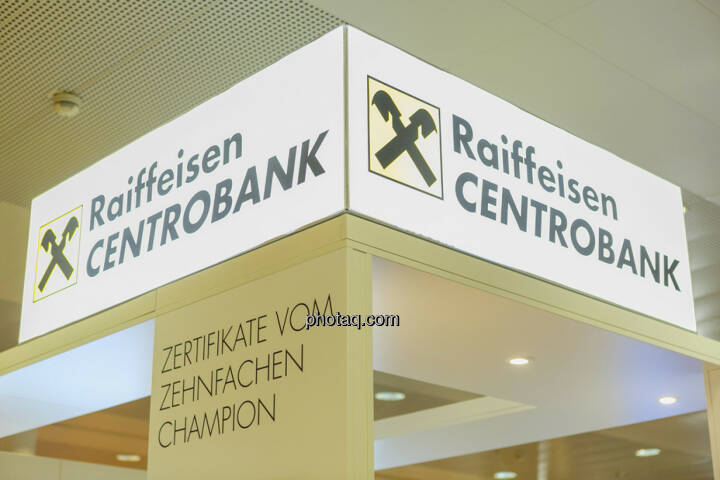 Raiffeisen
CENTROBANK
Raiffeisen
CENTROBANK
ZERTIFIKATE VOM
ZEHNFACHEN
CHAMPION
photaq.com